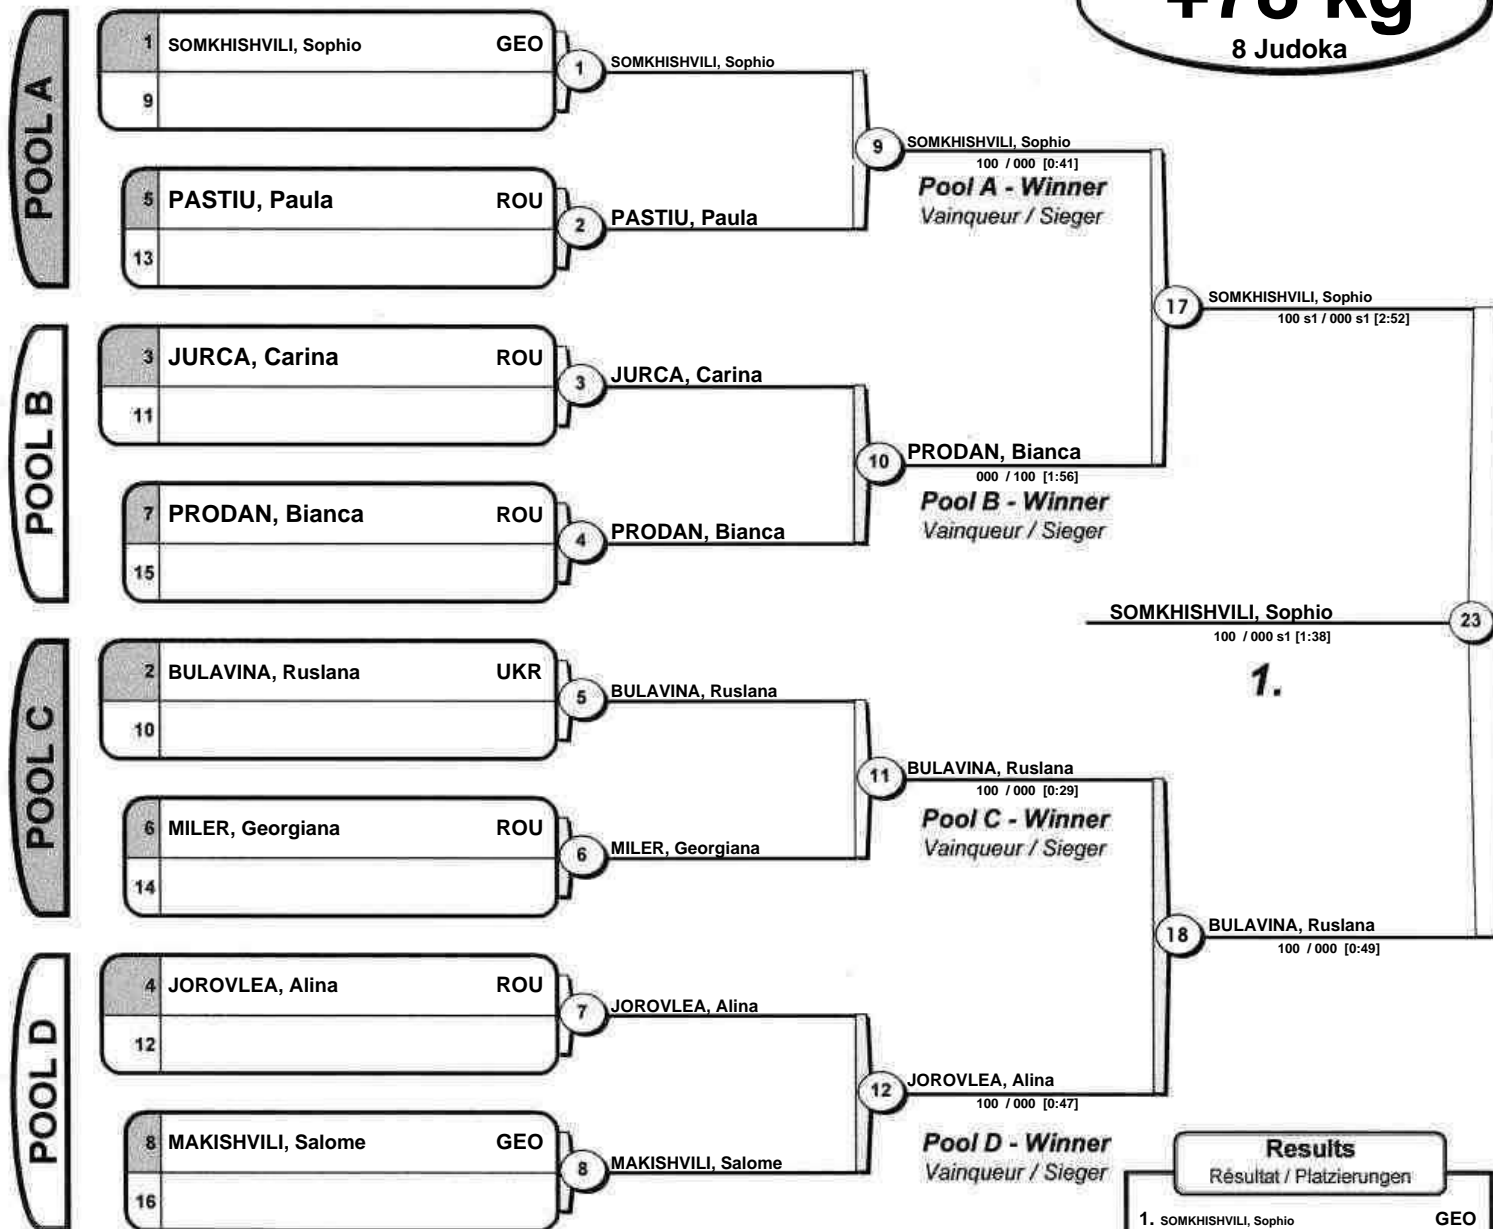 +78 kg
8 Judoka
POOL A
1 SOMKHISHVILI, Sophio GEO
9
1 SOMKHISHVILI, Sophio
5 PASTIU, Paula ROU
13
2 PASTIU, Paula
9 SOMKHISHVILI, Sophio
100 / 000 [0:41]
Pool A - Winner
Vainqueur / Sieger
POOL B
3 JURCA, Carina ROU
11
3 JURCA, Carina
7 PRODAN, Bianca ROU
15
4 PRODAN, Bianca
10 PRODAN, Bianca
000 / 100 [1:56]
Pool B - Winner
Vainqueur / Sieger
17 SOMKHISHVILI, Sophio
100 s1 / 000 s1 [2:52]
SOMKHISHVILI, Sophio 23
100 / 000 s1 [1:38]
1.
POOL C
2 BULAVINA, Ruslana UKR
10
5 BULAVINA, Ruslana
6 MILER, Georgiana ROU
14
6 MILER, Georgiana
11 BULAVINA, Ruslana
100 / 000 [0:29]
Pool C - Winner
Vainqueur / Sieger
18 BULAVINA, Ruslana
100 / 000 [0:49]
POOL D
4 JOROVLEA, Alina ROU
12
7 JOROVLEA, Alina
8 MAKISHVILI, Salome GEO
16
8 MAKISHVILI, Salome
12 JOROVLEA, Alina
100 / 000 [0:47]
Pool D - Winner
Vainqueur / Sieger
Results
Résultat / Platzierungen
1. SOMKHISHVILI, Sophio GEO